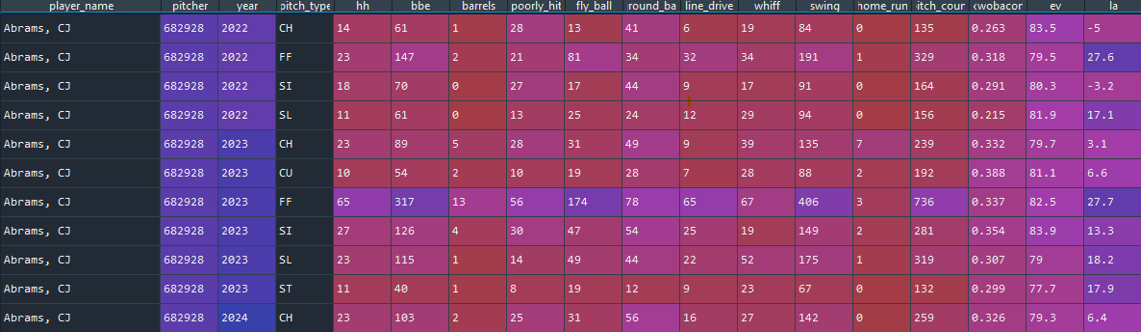 player_name pitcher year pitch_type hh bbe barrels poorly_hit fly_ball round_ba line_drive whiff swing home_run itch_coun xwobacon ev la
Abrams, CJ 682928 2022 CH 14 61 1 28 13 41 6 19 84 0 135 0.263 83.5 -5
Abrams, CJ 682928 2022 FF 23 147 2 21 81 34 32 34 191 1 329 0.318 79.5 27.6
Abrams, CJ 682928 2022 SI 18 70 0 27 17 44 9 17 91 0 164 0.291 80.3 -3.2
Abrams, CJ 682928 2022 SL 11 61 0 13 25 24 12 29 94 0 156 0.215 81.9 17.1
Abrams, CJ 682928 2023 CH 23 89 5 28 31 49 9 39 135 7 239 0.332 79.7 3.1
Abrams, CJ 682928 2023 CU 10 54 2 10 19 28 7 28 88 2 192 0.388 81.1 6.6
Abrams, CJ 682928 2023 FF 65 317 13 56 174 78 65 67 406 3 736 0.337 82.5 27.7
Abrams, CJ 682928 2023 SI 27 126 4 30 47 54 25 19 149 2 281 0.354 83.9 13.3
Abrams, CJ 682928 2023 SL 23 115 1 14 49 44 22 52 175 1 319 0.307 79 18.2
Abrams, CJ 682928 2023 ST 11 40 1 8 19 12 9 23 67 0 132 0.299 77.7 17.9
Abrams, CJ 682928 2024 CH 23 103 2 25 31 56 16 27 142 0 259 0.326 79.3 6.4